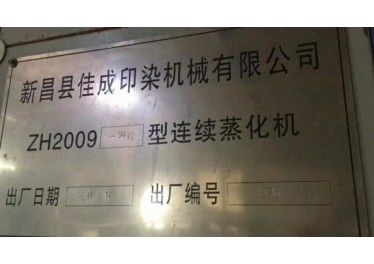 新昌县佳成印染机械有限公司
ZH2009 型连续蒸化机
出厂日期 出厂编号